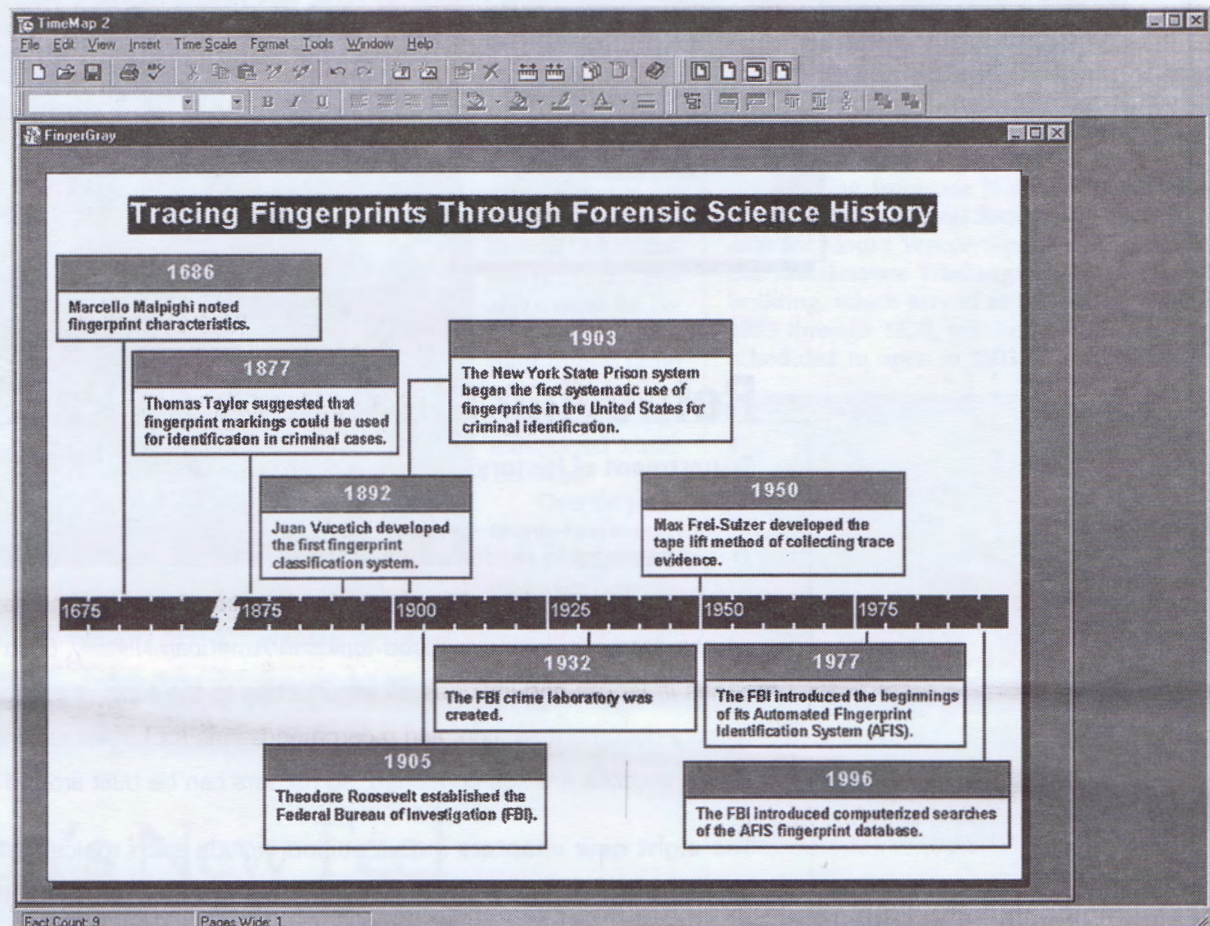 TimeMap 2
File Edit View Insert Time Scale Format Tools Window Help
B I U
FingerGray
Tracing Fingerprints Through Forensic Science History
1686
Marcello Malpighi noted
fingerprint characteristics.
1877
Thomas Taylor suggested that
fingerprint markings could be used
for identification in criminal cases.
1903
The New York State Prison system
began the first systematic use of
fingerprints in the United States for
criminal identification.
1892
Juan Vucetich developed
the first fingerprint
classification system.
1950
Max Frei-Sulzer developed the
tape lift method of collecting trace
evidence.
1675 1875 1900 1925 1950 1975
1932
The FBI crime laboratory was
created.
1977
The FBI introduced the beginnings
of its Automated Fingerprint
Identification System (AFIS).
1905
Theodore Roosevelt established the
Federal Bureau of Investigation (FBI).
1996
The FBI introduced computerized searches
of the AFIS fingerprint database.
Fact Count: 9 Pages Wide: 1